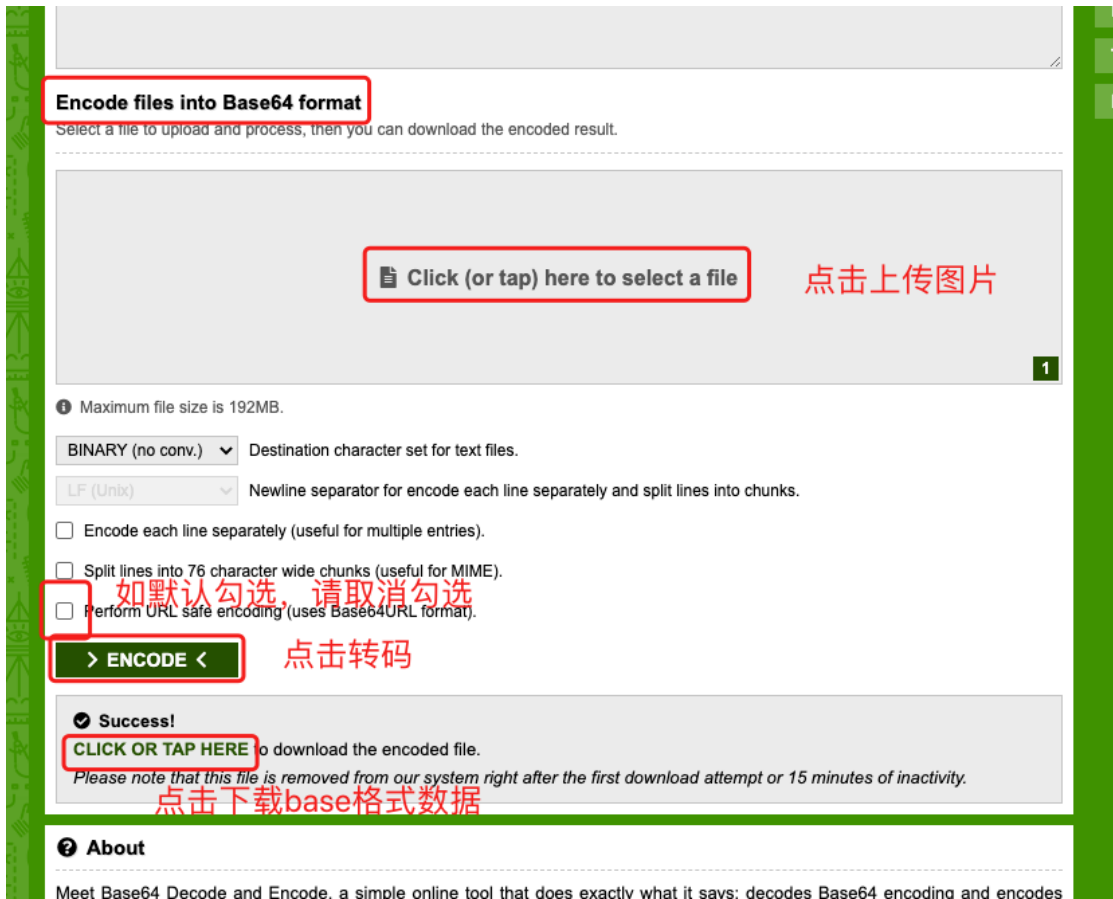 Encode files into Base64 format
Select a file to upload and process, then you can download the encoded result.
Click (or tap) here to select a file
点击上传图片
1
Maximum file size is 192MB.
BINARY (no conv.) Destination character set for text files.
LF (Unix) Newline separator for encode each line separately and split lines into chunks.
Encode each line separately (useful for multiple entries).
Split lines into 76 character wide chunks (useful for MIME).
如默认勾选，请取消勾选
Perform URL safe encoding (uses Base64URL format).
> ENCODE <
点击转码
Success!
CLICK OR TAP HERE to download the encoded file.
Please note that this file is removed from our system right after the first download attempt or 15 minutes of inactivity.
点击下载base格式数据
About
Meet Base64 Decode and Encode, a simple online tool that does exactly what it says: decodes Base64 encoding and encodes